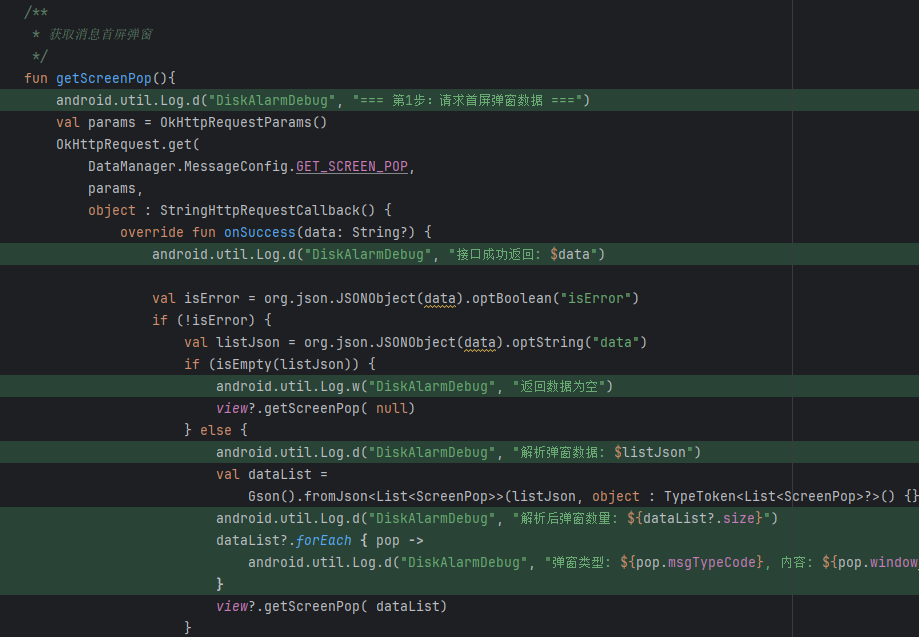 /**
* 获取消息首屏弹窗
*/
fun getScreenPop(){
android.util.Log.d("DiskAlarmDebug", "=== 第1步: 请求首屏弹窗数据 ===")
val params = OkHttpRequestParams()
OkHttpRequest.get(
DataManager.MessageConfig.GET_SCREEN_POP,
params,
object : StringHttpRequestCallback() {
override fun onSuccess(data: String?) {
android.util.Log.d("DiskAlarmDebug", "接口成功返回: $data")
val isError = org.json.JSONObject(data).optBoolean("isError")
if (!isError) {
val listJson = org.json.JSONObject(data).optString("data")
if (isEmpty(listJson)) {
android.util.Log.w("DiskAlarmDebug", "返回数据为空")
view?.getScreenPop( null)
} else {
android.util.Log.d("DiskAlarmDebug", "解析弹窗数据: $listJson")
val dataList =
Gson().fromJson<List<ScreenPop>>(listJson, object : TypeToken<List<ScreenPop>?>() {}
android.util.Log.d("DiskAlarmDebug", "解析后弹窗数量: ${dataList?.size}")
dataList?.forEach { pop ->
android.util.Log.d("DiskAlarmDebug", "弹窗类型: ${pop.msgTypeCode}, 内容: ${pop.window
}
view?.getScreenPop( dataList)
}